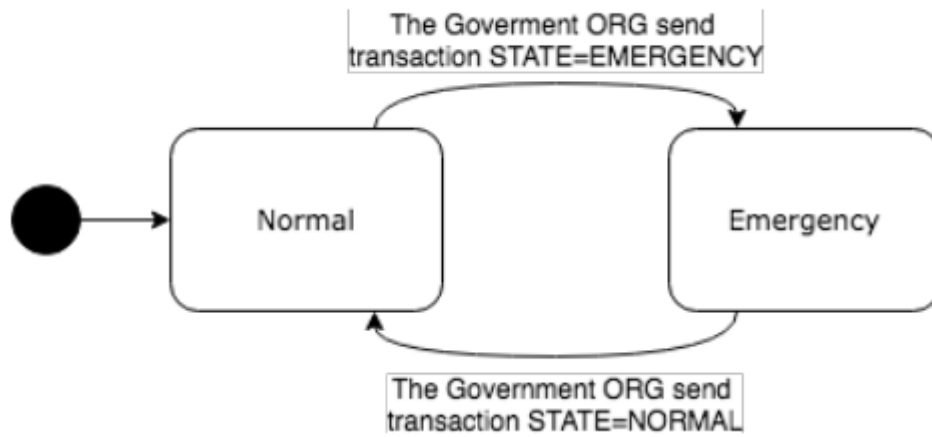 The Goverment ORG send
transaction STATE=EMERGENCY
Normal
Emergency
The Government ORG send
transaction STATE=NORMAL